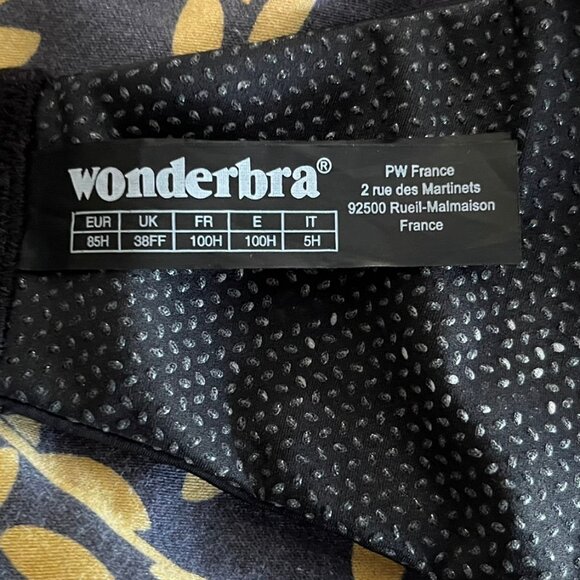 wonderbra®
EUR UK FR E IT
85H 38FF 100H 100H 5H
PW France
2 rue des Martinets
92500 Rueil-Malmaison
France